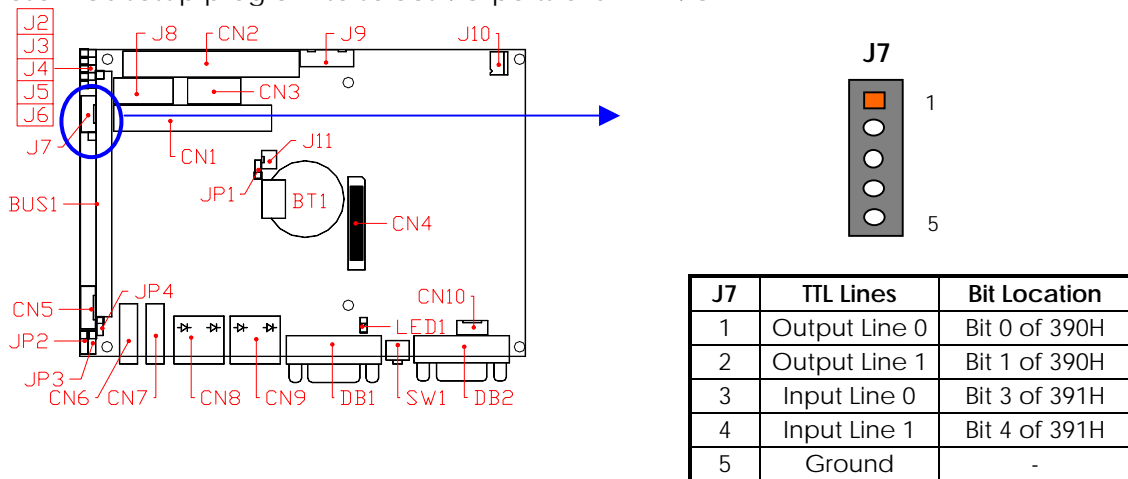 J2
J3
J4
J5
J6
J7
J8
CN2
J9
J10
CN3
CN1
J11
JP1
BT1
CN4
BUS1
CN5
JP4
JP2
JP3
CN6
CN7
CN8
CN9
DB1
LED1
SW1
CN10
DB2
J7
1
5
J7 TTL Lines Bit Location
1 Output Line 0 Bit 0 of 390H
2 Output Line 1 Bit 1 of 390H
3 Input Line 0 Bit 3 of 391H
4 Input Line 1 Bit 4 of 391H
5 Ground -